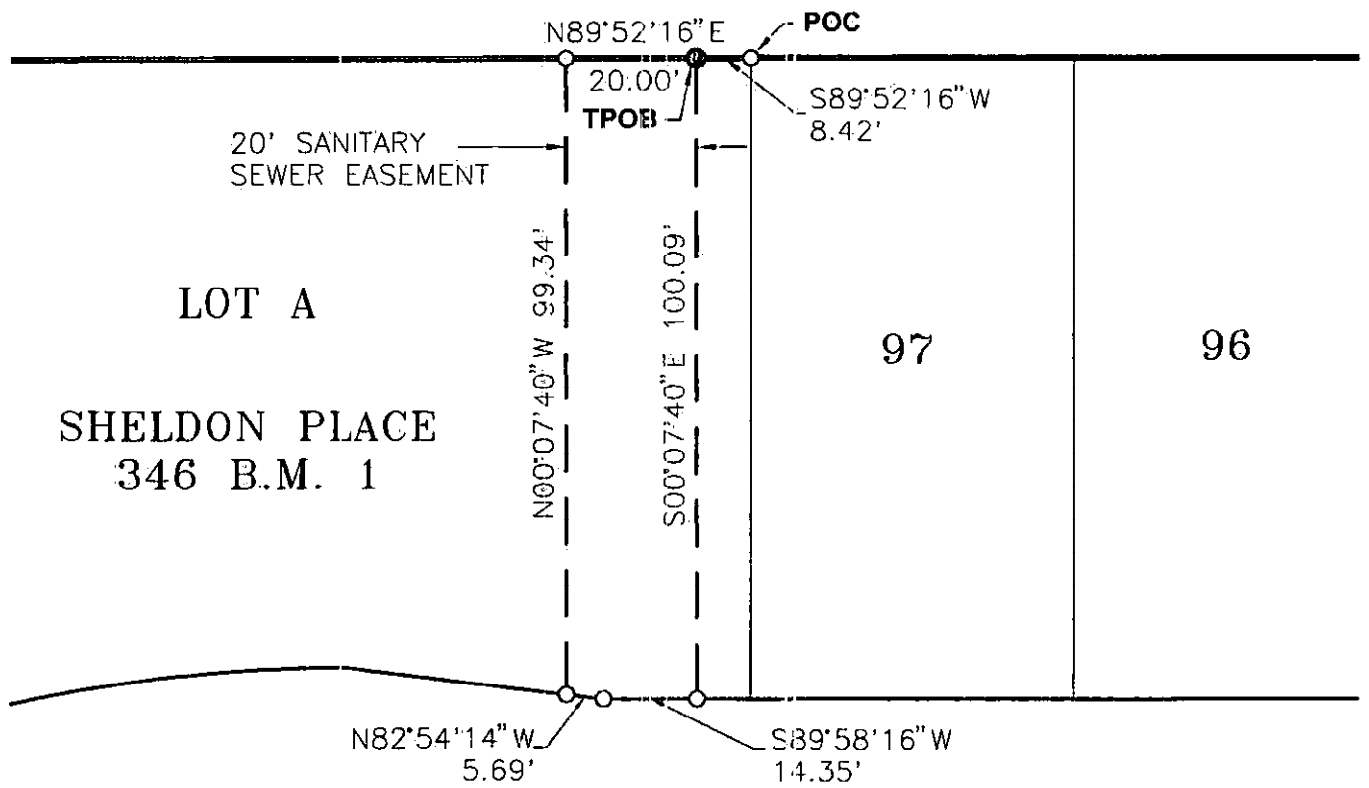 N89°52'16"E
POC
20.00'
TPOB
S89°52'16"W
8.42'
20' SANITARY
SEWER EASEMENT
N00°07'40"W 99.34'
S00°07'40"E 100.09'
LOT A
97
96
SHELDON PLACE
346 B.M. 1
N82°54'14"W
5.69'
S89°58'16"W
14.35'